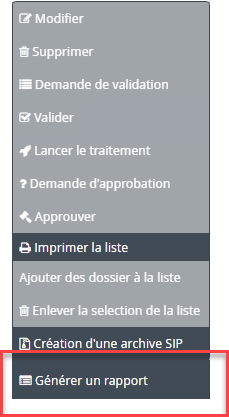 Modifier
Supprimer
Demande de validation
Valider
Lancer le traitement
? Demande d'approbation
Approuver
Imprimer la liste
Ajouter des dossier à la liste
Enlever la selection de la liste
Création d'une archive SIP
Générer un rapport